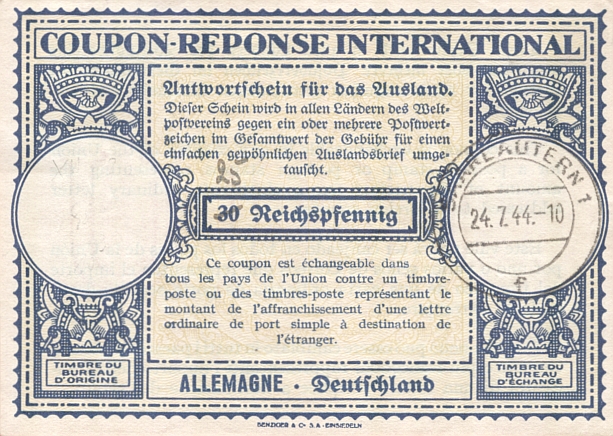 COUPON-REPONSE INTERNATIONAL
Antwortschein für das Ausland.
Dieser Schein wird in allen Ländern des Welt-
postvereins gegen ein oder mehrere Postwert-
zeichen im Gesamtwert der Gebühr für einen
einfachen gewöhnlichen Auslandsbrief umge-
tauscht.
25
30 Reichspfennig
Ce coupon est échangeable dans
tous les pays de l'Union contre un timbre-
poste ou des timbres-poste représentant le
montant de l'affranchissement d'une lettre
ordinaire de port simple à destination de
l'étranger.
SAARLAUTERN 1
24.7.44.-10
f
TIMBRE DU
BUREAU
D'ORIGINE
ALLEMAGNE · Deutschland
TIMBRE DU
BUREAU
D'ÉCHANGE
BENZIGER & Co S.A. EINSIEDELN